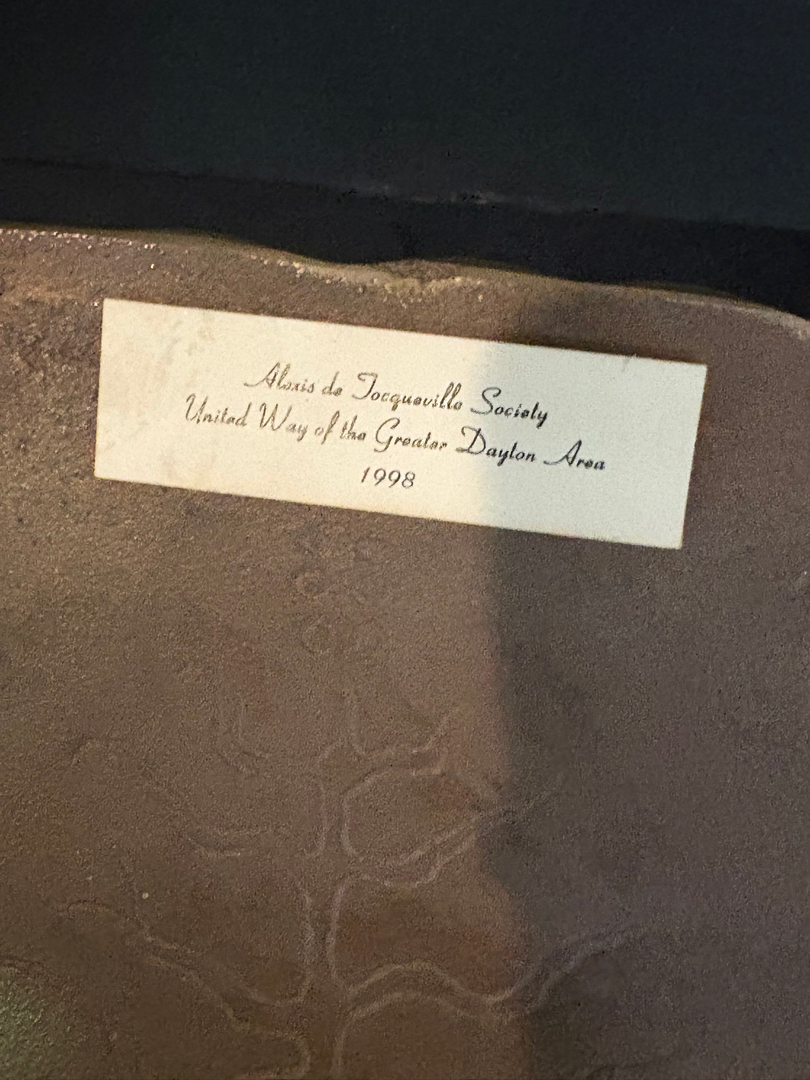 Alexis de Tocqueville Society
United Way of the Greater Dayton Area
1998